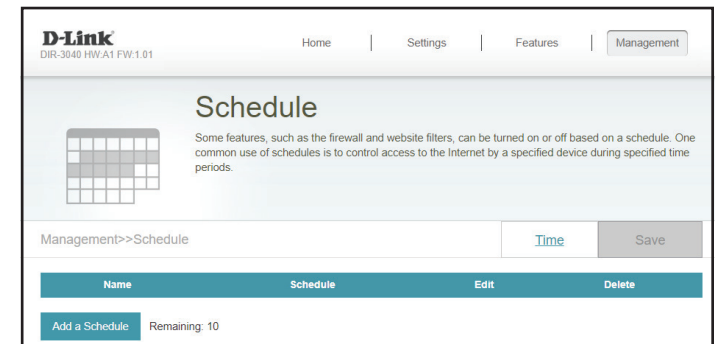 D-Link
DIR-3040 HW:A1 FW:1.01
Home | Settings | Features | Management
Schedule
Some features, such as the firewall and website filters, can be turned on or off based on a schedule. One
common use of schedules is to control access to the Internet by a specified device during specified time
periods.
Management>>Schedule
Time
Save
Name Schedule Edit Delete
Add a Schedule Remaining: 10